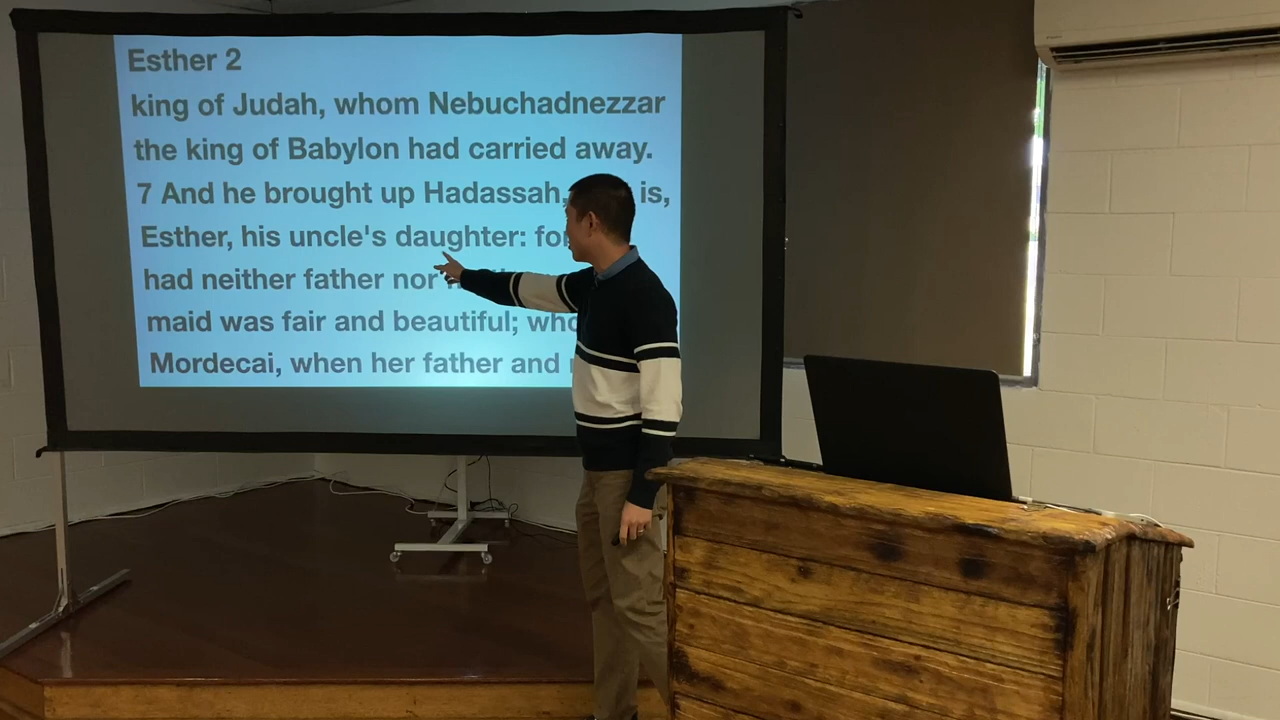 Esther 2
king of Judah, whom Nebuchadnezzar
the king of Babylon had carried away.
7 And he brought up Hadassah, is,
Esther, his uncle's daughter: for
had neither father nor
maid was fair and beautiful;
Mordecai, when her father and